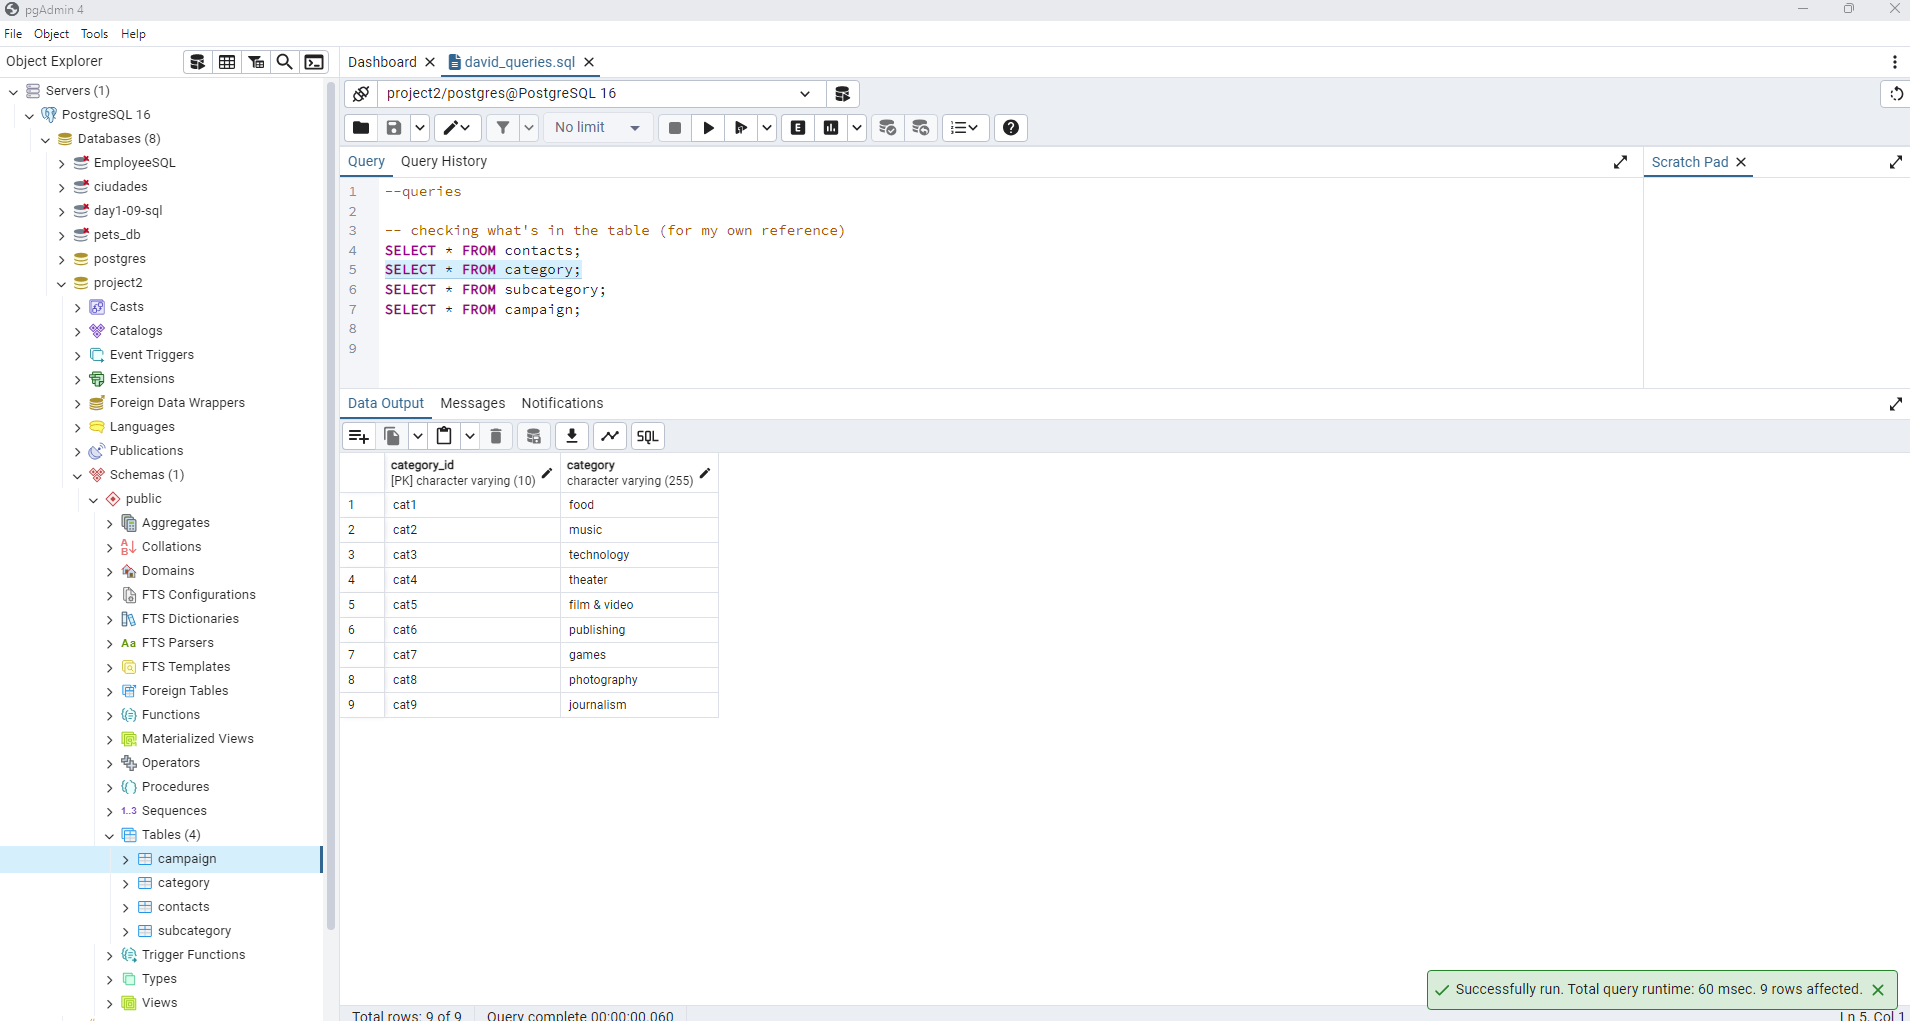 pgAdmin 4
File Object Tools Help
Object Explorer
Dashboard
david_queries.sql
Servers (1)
PostgreSQL 16
Databases (8)
EmployeeSQL
ciudades
day1-09-sql
pets_db
postgres
project2
Casts
Catalogs
Event Triggers
Extensions
Foreign Data Wrappers
Languages
Publications
Schemas (1)
public
Aggregates
Collations
Domains
FTS Configurations
FTS Dictionaries
Aa FTS Parsers
FTS Templates
Foreign Tables
Functions
Materialized Views
Operators
Procedures
1..3 Sequences
Tables (4)
campaign
category
contacts
subcategory
Trigger Functions
Types
Views
project2/postgres@PostgreSQL 16
No limit
E
Query Query History
Scratch Pad
1 --queries
2
3 -- checking what's in the table (for my own reference)
4 SELECT * FROM contacts;
5 SELECT * FROM category;
6 SELECT * FROM subcategory;
7 SELECT * FROM campaign;
8
9
Data Output Messages Notifications
SQL
category_id category
[PK] character varying (10) character varying (255)
1 cat1 food
2 cat2 music
3 cat3 technology
4 cat4 theater
5 cat5 film & video
6 cat6 publishing
7 cat7 games
8 cat8 photography
9 cat9 journalism
Successfully run. Total query runtime: 60 msec. 9 rows affected.
Total rows: 9 of 9 Query complete 00:00:00.060 Ln 5, Col 1